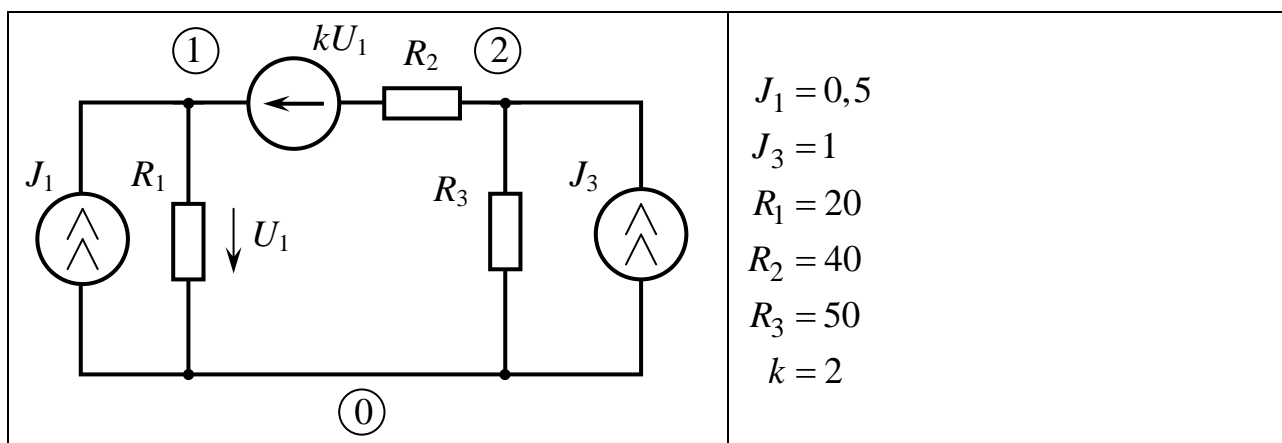 1
kU₁
R₂
2
J₁
R₁
U₁
R₃
J₃
0
J₁ = 0,5
J₃ = 1
R₁ = 20
R₂ = 40
R₃ = 50
k = 2